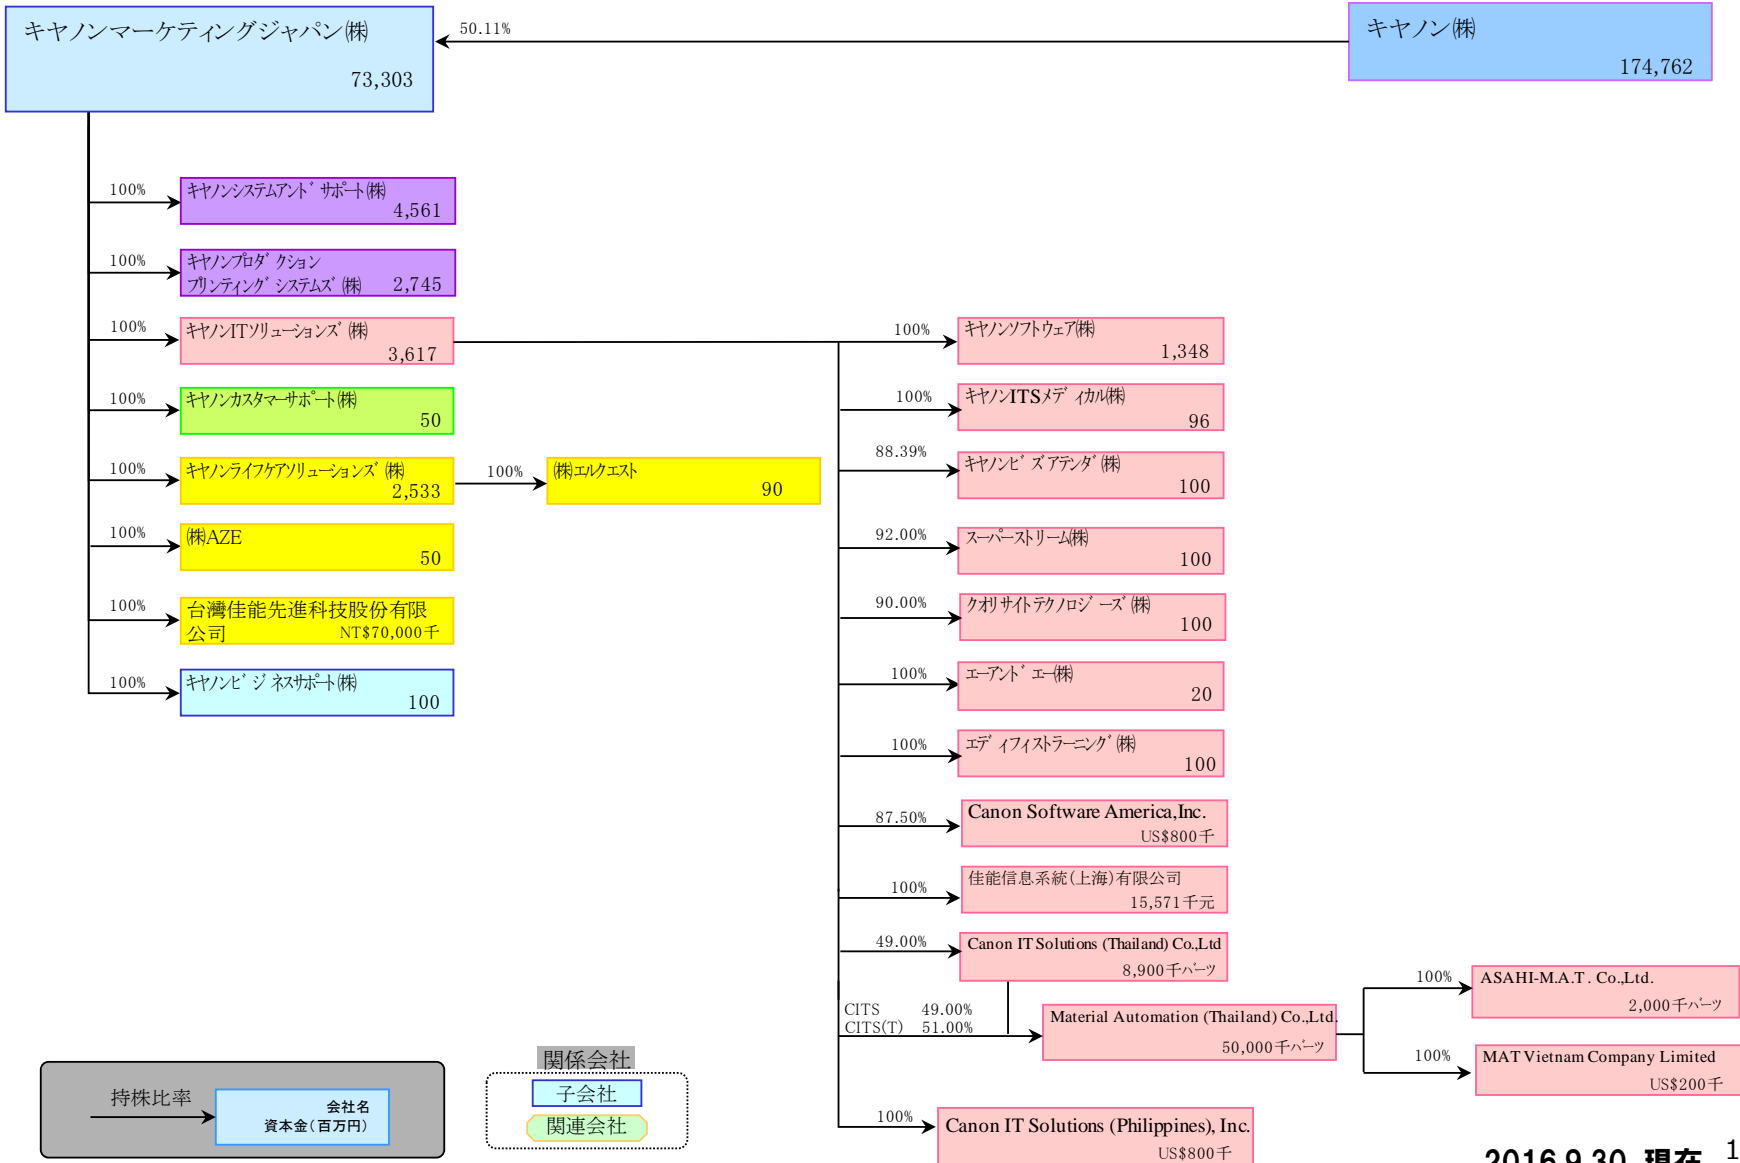 キヤノンマーケティングジャパン㈱
73,303
50.11%
キヤノン㈱
174,762
100%
キヤノンシステムアンドサポート㈱
4,561
100%
キヤノンプロダクション
プリンティングシステムズ㈱ 2,745
100%
キヤノンITソリューションズ㈱
3,617
100%
キヤノンカスタマーサポート㈱
50
100%
キヤノンライフケアソリューションズ㈱
2,533
100%
㈱エルクエスト
90
100%
㈱AZE
50
100%
台灣佳能先進科技股份有限
公司 NT$70,000千
100%
キヤノンビジネスサポート㈱
100
100%
キヤノンソフトウェア㈱
1,348
100%
キヤノンITSメディカル㈱
96
88.39%
キヤノンビズアテンダ㈱
100
92.00%
スーパーストリーム㈱
100
90.00%
クオリサイトテクノロジーズ㈱
100
100%
エーアンドエー㈱
20
100%
エディフィストラーニング㈱
100
87.50%
Canon Software America,Inc.
US$800千
100%
佳能信息系統(上海)有限公司
15,571千元
49.00%
Canon IT Solutions (Thailand) Co.,Ltd
8,900千バーツ
CITS 49.00%
CITS(T) 51.00%
Material Automation (Thailand) Co.,Ltd.
50,000千バーツ
100%
ASAHI-M.A.T. Co.,Ltd.
2,000千バーツ
100%
MAT Vietnam Company Limited
US$200千
100%
Canon IT Solutions (Philippines), Inc.
US$800千
持株比率
会社名
資本金(百万円)
関係会社
子会社
関連会社
2016.9.30 現在
1